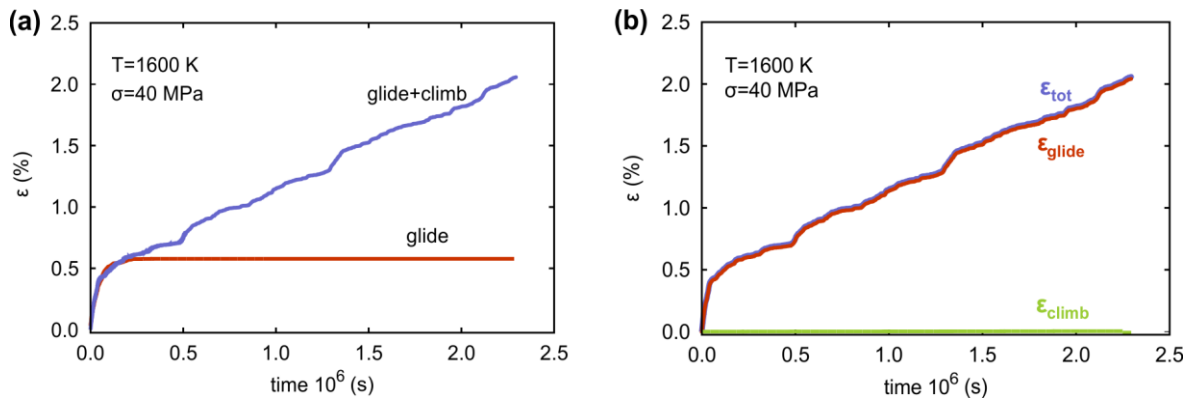 (a)
2.5
2.0
1.5
1.0
0.5
0.0
ε (%)
T=1600 K
σ=40 MPa
glide+climb
glide
0.0 0.5 1.0 1.5 2.0 2.5
time 10⁶ (s)
(b)
2.5
2.0
1.5
1.0
0.5
0.0
ε (%)
T=1600 K
σ=40 MPa
εtot
εglide
εclimb
0.0 0.5 1.0 1.5 2.0 2.5
time 10⁶ (s)